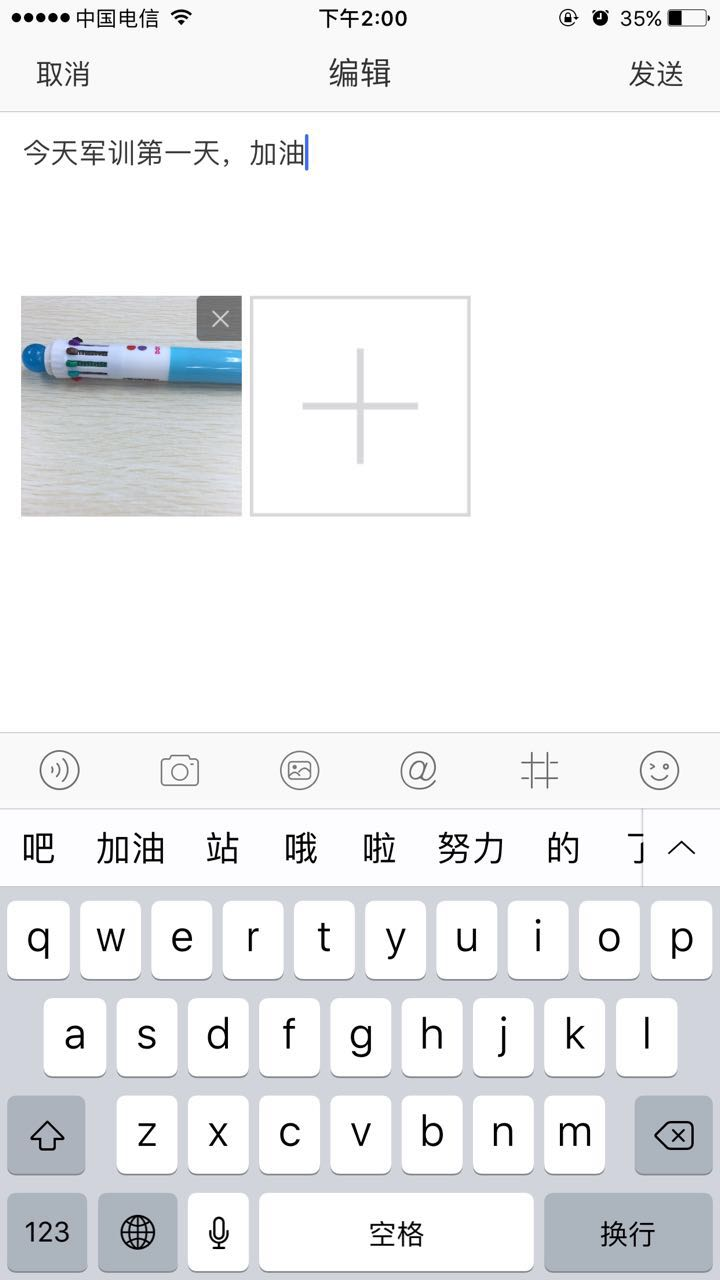 中国电信
下午2:00
35%
取消
编辑
发送
今天军训第一天，加油
@
吧 加油 站 哦 啦 努力 的
q w e r t y u i o p
a s d f g h j k l
z x c v b n m
123
空格
换行